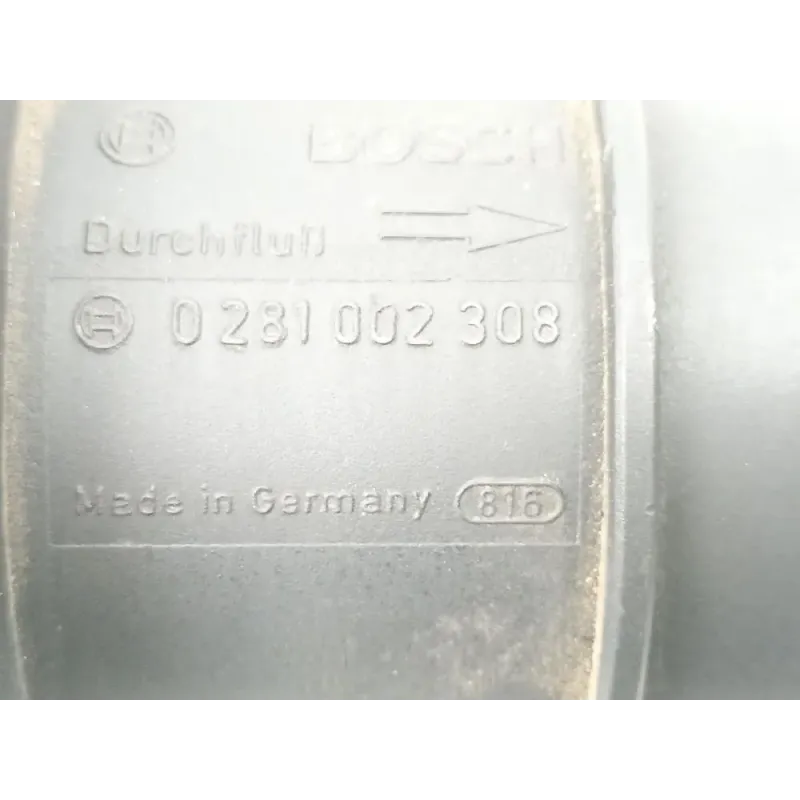 BOSCH
Durchfluß
0 281 002 308
Made in Germany 816